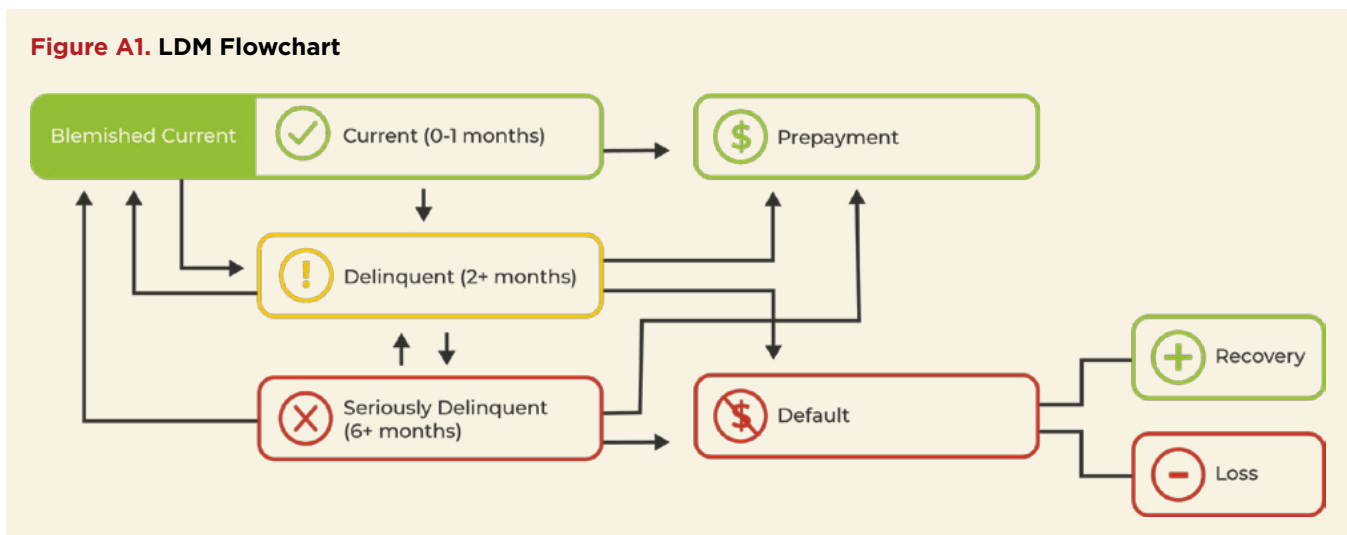 Figure A1. LDM Flowchart
Blemished Current
Current (0-1 months)
$ Prepayment
! Delinquent (2+ months)
Seriously Delinquent
(6+ months)
$ Default
+ Recovery
- Loss